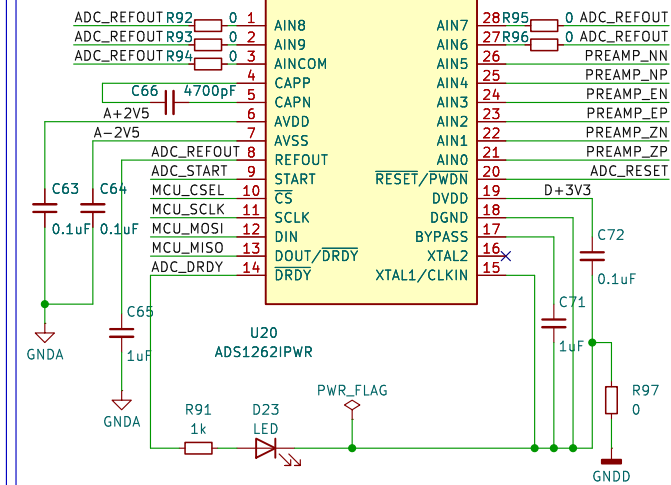 ADC_REFOUT R92 0 1 AIN8 AIN7 28 R95 0 ADC_REFOUT
ADC_REFOUT R93 0 2 AIN9 AIN6 27 R96 0 ADC_REFOUT
ADC_REFOUT R94 0 3 AINCOM AIN5 26 PREAMP_NN
4 CAPP AIN4 25 PREAMP_NP
C66 4700pF 5 CAPN AIN3 24 PREAMP_EN
A+2V5 6 AVDD AIN2 23 PREAMP_EP
A-2V5 7 AVSS AIN1 22 PREAMP_ZN
ADC_REFOUT 8 REFOUT AIN0 21 PREAMP_ZP
ADC_START 9 START RESET/PWDN 20 ADC_RESET
MCU_CSEL 10 CS DVDD 19 D+3V3
MCU_SCLK 11 SCLK DGND 18
MCU_MOSI 12 DIN BYPASS 17
MCU_MISO 13 DOUT/DRDY XTAL2 16
ADC_DRDY 14 DRDY XTAL1/CLKIN 15
C63 C64
0.1uF 0.1uF
C72
0.1uF
C65
1uF
C71
1uF
GNDA
GNDA
U20
ADS1262IPWR
PWR_FLAG
R91
1k
D23
LED
R97
0
GNDD